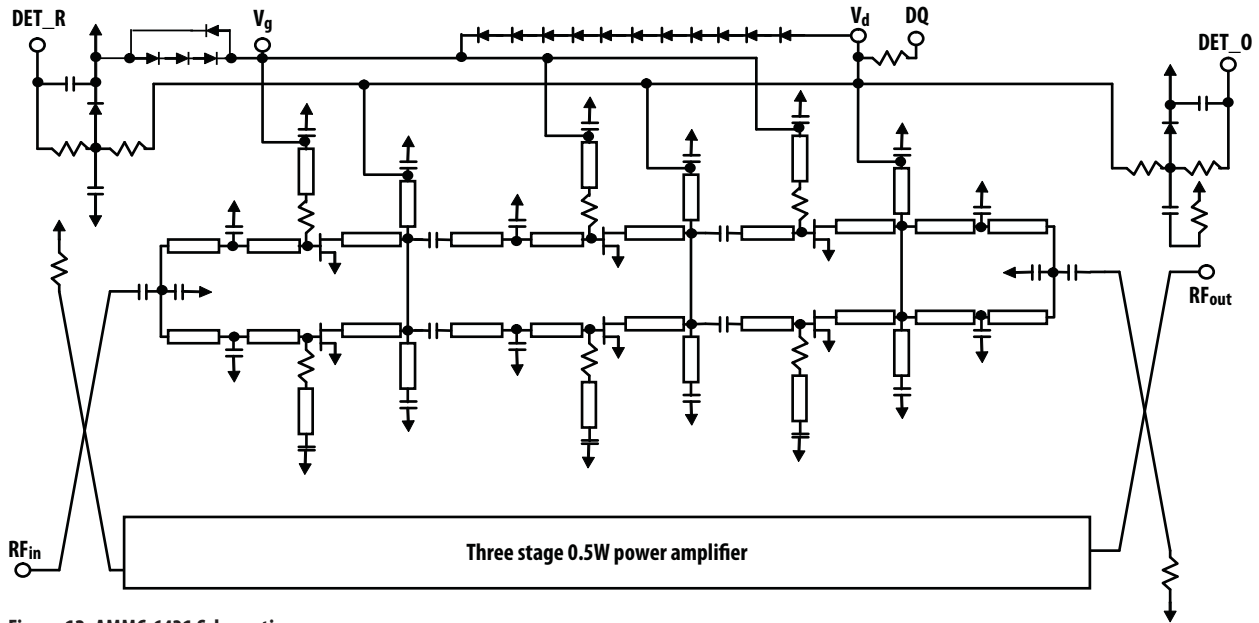 DET_R
Vg
Vd
DQ
DET_O
RFout
RFin
Three stage 0.5W power amplifier